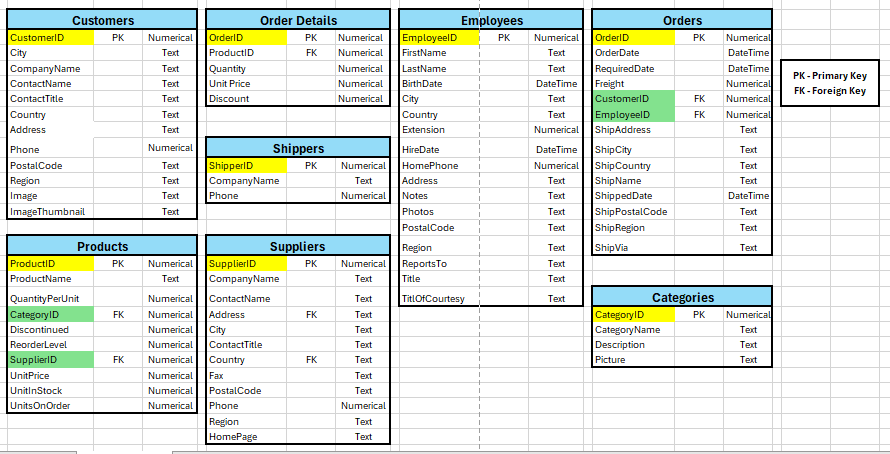 Customers
CustomerID PK Numerical
City Text
CompanyName Text
ContactName Text
ContactTitle Text
Country Text
Address Text
Phone Numerical
PostalCode Text
Region Text
Image Text
ImageThumbnail Text
Order Details
OrderID PK Numerical
ProductID FK Numerical
Quantity Numerical
Unit Price Numerical
Discount Numerical
Shippers
ShipperID PK Numerical
CompanyName Text
Phone Numerical
Employees
EmployeeID PK Numerical
FirstName Text
LastName Text
BirthDate DateTime
City Text
Country Text
Extension Numerical
HireDate DateTime
HomePhone Numerical
Address Text
Notes Text
Photos Text
PostalCode Text
Region Text
ReportsTo Text
Title Text
TitlOfCourtesy Text
Orders
OrderID PK Numerical
OrderDate DateTime
RequiredDate DateTime
Freight Numerical
CustomerID FK Numerical
EmployeeID FK Numerical
ShipAddress Text
ShipCity Text
ShipCountry Text
ShipName Text
ShippedDate DateTime
ShipPostalCode Text
ShipRegion Text
ShipVia Text
PK - Primary Key
FK - Foreign Key
Products
ProductID PK Numerical
ProductName Text
QuantityPerUnit Numerical
CategoryID FK Numerical
Discontinued Numerical
ReorderLevel Numerical
SupplierID FK Numerical
UnitPrice Numerical
UnitInStock Numerical
UnitsOnOrder Numerical
Suppliers
SupplierID PK Numerical
CompanyName Text
ContactName Text
Address FK Text
City Text
ContactTitle Text
Country FK Text
Fax Text
PostalCode Text
Phone Numerical
Region Text
HomePage Text
Categories
CategoryID PK Numerical
CategoryName Text
Description Text
Picture Text